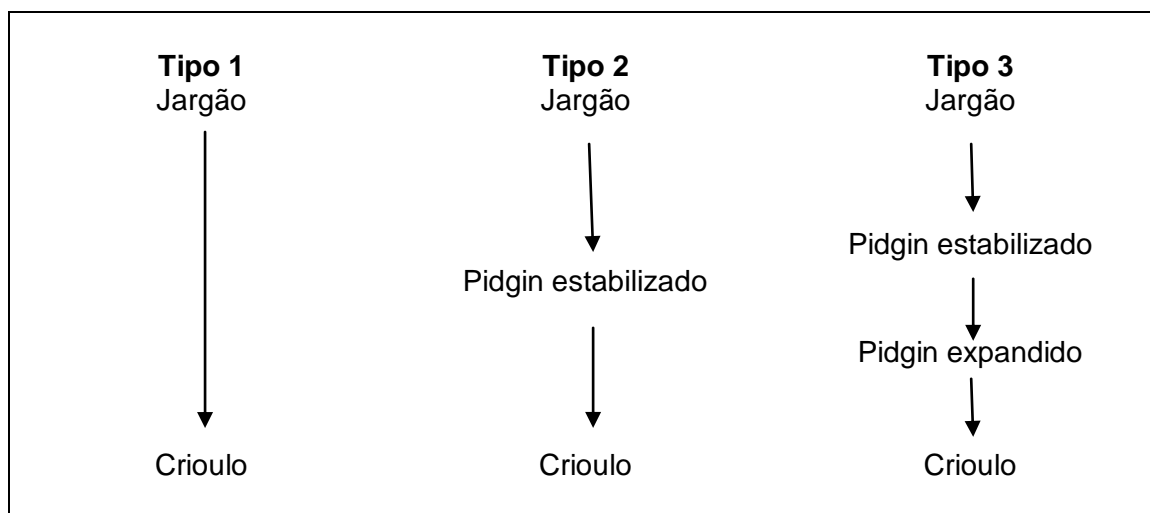 Tipo 1
Jargão
Crioulo
Tipo 2
Jargão
Pidgin estabilizado
Crioulo
Tipo 3
Jargão
Pidgin estabilizado
Pidgin expandido
Crioulo